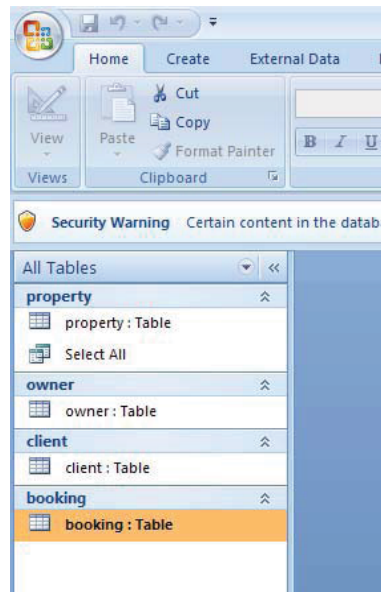 Home Create External Data
Cut
Copy
Format Painter
View
Paste
B I U
Views Clipboard
Security Warning Certain content in the datab
All Tables
property
property : Table
Select All
owner
owner : Table
client
client : Table
booking
booking : Table